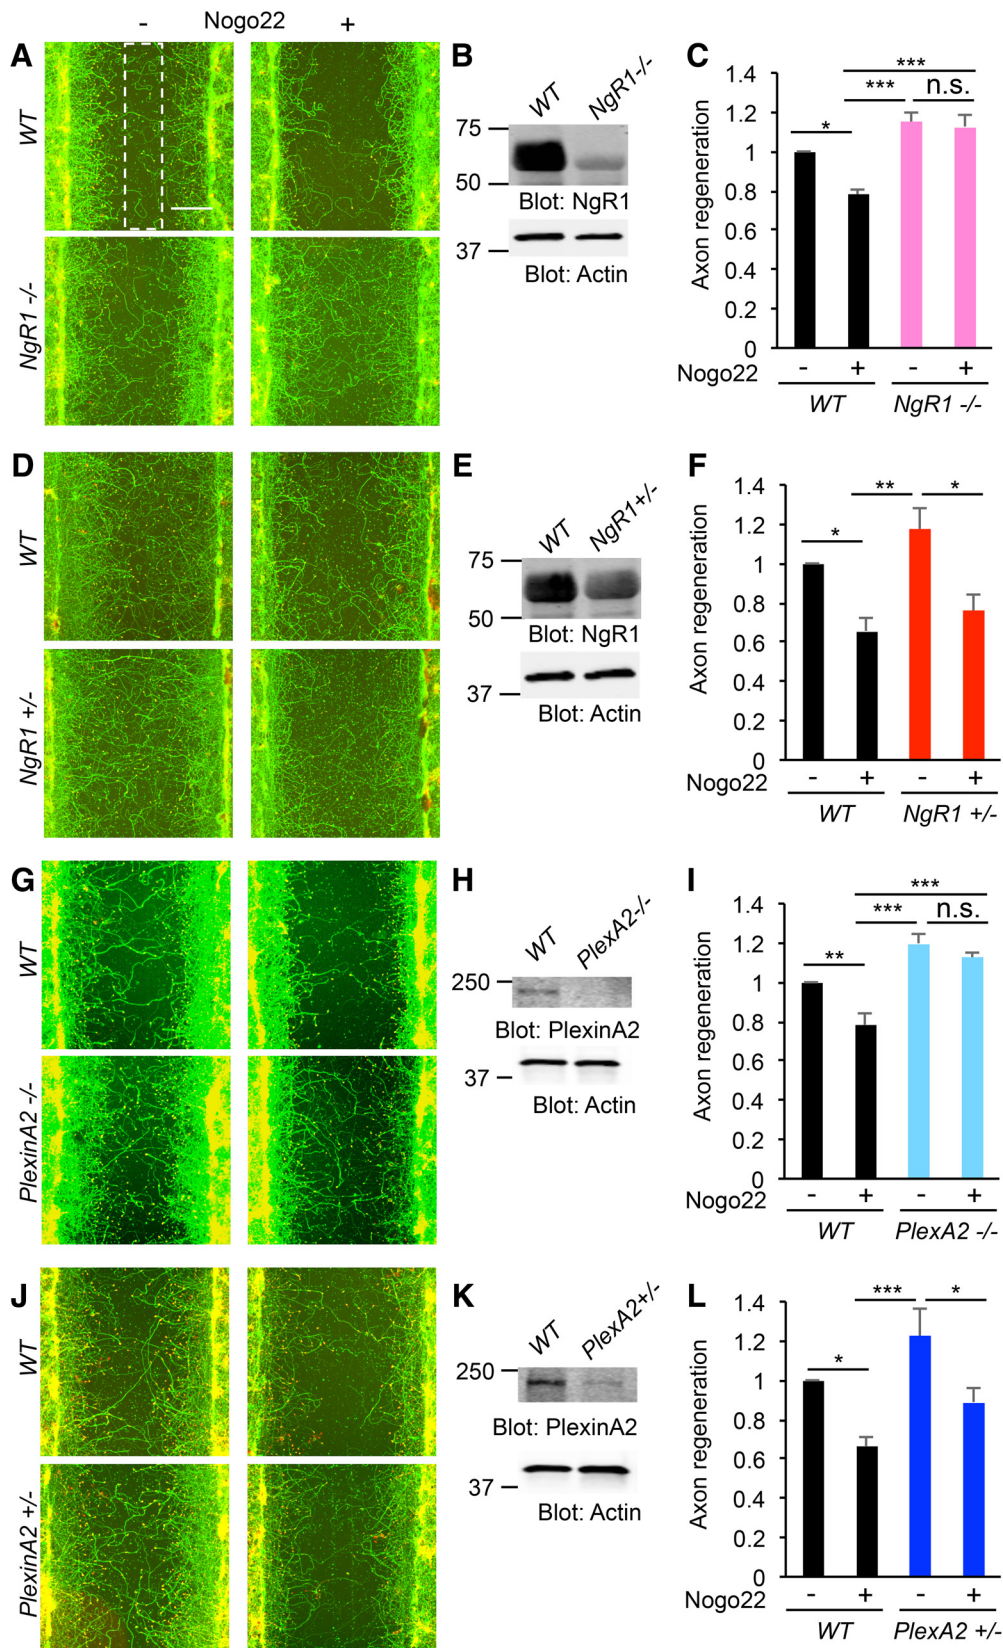 - Nogo22 +
A
WT
NgR1 -/-
B
WT NgR1-/-
75
50
Blot: NgR1
37
Blot: Actin
C
Axon regeneration
1.4
1.2
1
0.8
0.6
0.4
0.2
0
*
***
***
n.s.
Nogo22 - + - +
WT NgR1 -/-
D
WT
NgR1 +/-
E
WT NgR1+/-
75
50
Blot: NgR1
37
Blot: Actin
F
Axon regeneration
1.4
1.2
1
0.8
0.6
0.4
0.2
0
*
**
*
Nogo22 - + - +
WT NgR1 +/-
G
WT
PlexinA2 -/-
H
WT PlexA2-/-
250
Blot: PlexinA2
37
Blot: Actin
I
Axon regeneration
1.4
1.2
1
0.8
0.6
0.4
0.2
0
**
***
***
n.s.
Nogo22 - + - +
WT PlexA2 -/-
J
WT
PlexinA2 +/-
K
WT PlexA2+/-
250
Blot: PlexinA2
37
Blot: Actin
L
Axon regeneration
1.4
1.2
1
0.8
0.6
0.4
0.2
0
*
***
*
Nogo22 - + - +
WT PlexA2 +/-